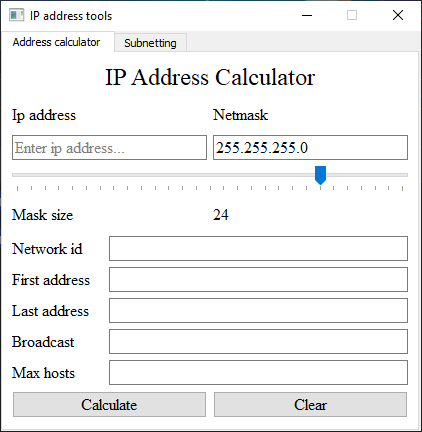 IP address tools
Address calculator Subnetting
IP Address Calculator
Ip address Netmask
Enter ip address... 255.255.255.0
Mask size 24
Network id
First address
Last address
Broadcast
Max hosts
Calculate Clear